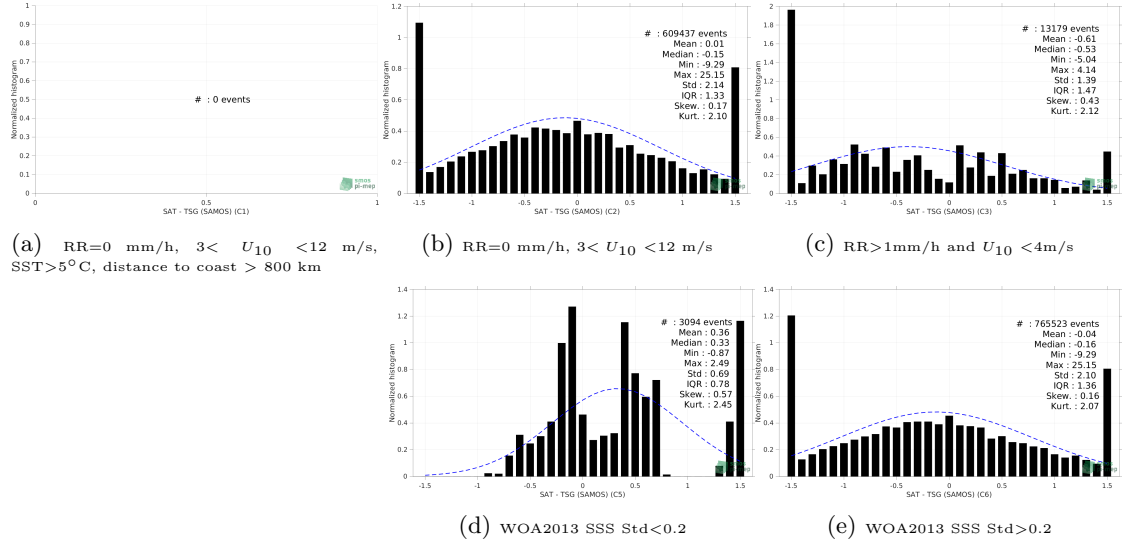 1
0.9
0.8
0.7
0.6
0.5
0.4
0.3
0.2
0.1
0
Normalized histogram
# : 0 events
smos
pi-mep
0 0.5 1
SAT - TSG (SAMOS) (C1)
(a) RR=0 mm/h, 3< U10 <12 m/s,
SST>5°C, distance to coast > 800 km
1.2
1
0.8
0.6
0.4
0.2
0
Normalized histogram
# : 609437 events
Mean : 0.01
Median : -0.15
Min : -9.29
Max : 25.15
Std : 2.14
IQR : 1.33
Skew. : 0.17
Kurt. : 2.10
smos
pi-mep
-1.5 -1 -0.5 0 0.5 1 1.5
SAT - TSG (SAMOS) (C2)
(b) RR=0 mm/h, 3< U10 <12 m/s
2
1.8
1.6
1.4
1.2
1
0.8
0.6
0.4
0.2
0
Normalized histogram
# : 13179 events
Mean : -0.61
Median : -0.53
Min : -5.04
Max : 4.14
Std : 1.39
IQR : 1.47
Skew. : 0.43
Kurt. : 2.12
smos
pi-mep
-1.5 -1 -0.5 0 0.5 1 1.5
SAT - TSG (SAMOS) (C3)
(c) RR>1mm/h and U10 <4m/s
1.4
1.2
1
0.8
0.6
0.4
0.2
0
Normalized histogram
# : 3094 events
Mean : 0.36
Median : 0.33
Min : -0.87
Max : 2.49
Std : 0.69
IQR : 0.78
Skew. : 0.57
Kurt. : 2.45
smos
pi-mep
-1.5 -1 -0.5 0 0.5 1 1.5
SAT - TSG (SAMOS) (C5)
(d) WOA2013 SSS Std<0.2
1.4
1.2
1
0.8
0.6
0.4
0.2
0
Normalized histogram
# : 765523 events
Mean : -0.04
Median : -0.16
Min : -9.29
Max : 25.15
Std : 2.10
IQR : 1.36
Skew. : 0.16
Kurt. : 2.07
smos
pi-mep
-1.5 -1 -0.5 0 0.5 1 1.5
SAT - TSG (SAMOS) (C6)
(e) WOA2013 SSS Std>0.2